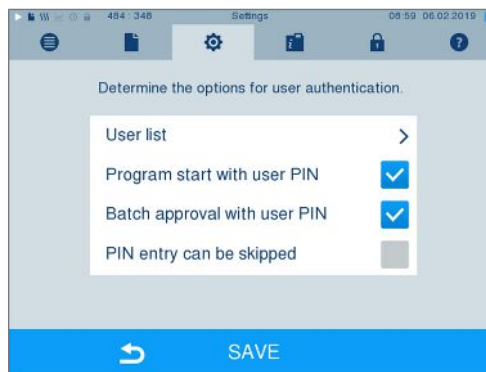 484 : 348 Settings 08:59 06.02.2019
Determine the options for user authentication.
User list
Program start with user PIN
Batch approval with user PIN
PIN entry can be skipped
SAVE